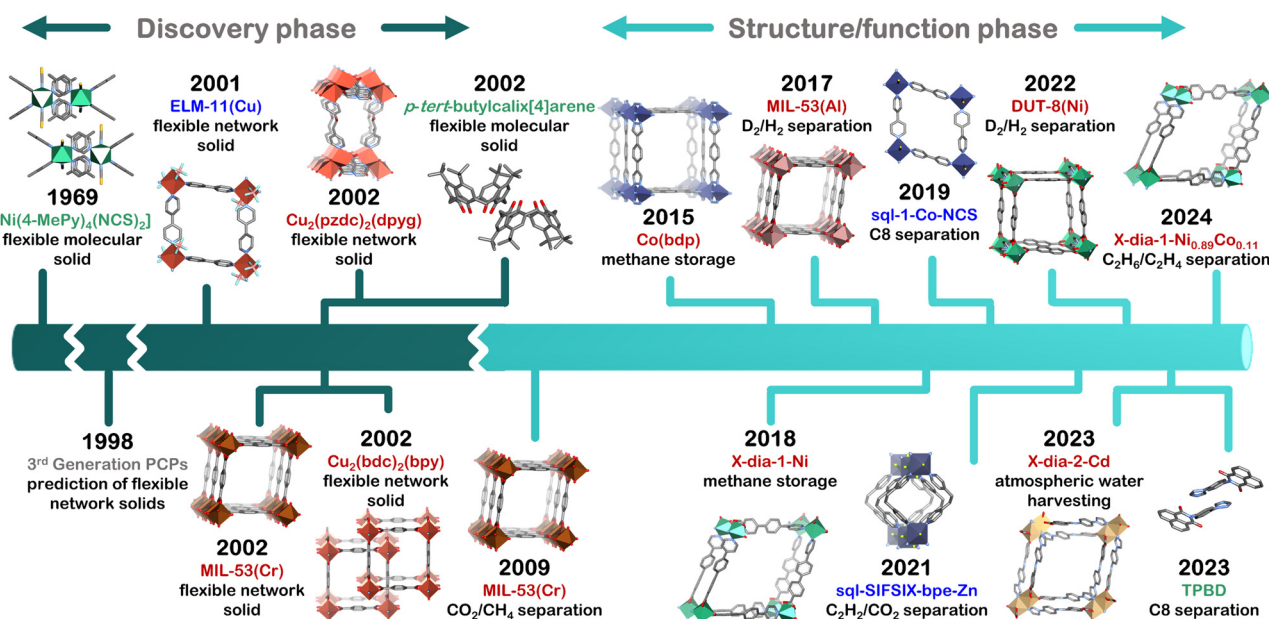 Discovery phase
Structure/function phase
1969
Ni(4-MePy)₄(NCS)₂]
flexible molecular
solid
2001
ELM-11(Cu)
flexible network
solid
2002
Cu₂(pzdc)₂(dpyg)
flexible network
solid
2002
p-tert-butylcalix[4]arene
flexible molecular
solid
2015
Co(bdp)
methane storage
2017
MIL-53(Al)
D₂/H₂ separation
2019
sql-1-Co-NCS
C8 separation
2022
DUT-8(Ni)
D₂/H₂ separation
2024
X-dia-1-Ni₀.₈₉Co₀.₁₁
C₂H₆/C₂H₄ separation
1998
3ʳᵈ Generation PCPs
prediction of flexible
network solids
2002
MIL-53(Cr)
flexible network
solid
2002
Cu₂(bdc)₂(bpy)
flexible network
solid
2009
MIL-53(Cr)
CO₂/CH₄ separation
2018
X-dia-1-Ni
methane storage
2021
sql-SIFSIX-bpe-Zn
C₂H₂/CO₂ separation
2023
X-dia-2-Cd
atmospheric water
harvesting
2023
TPBD
C8 separation